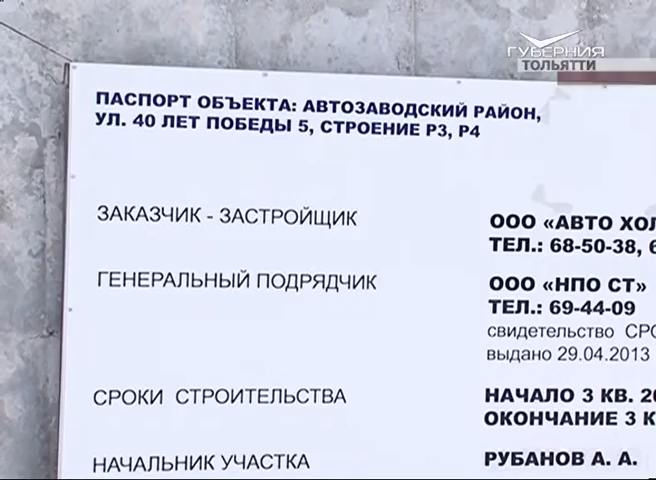 ГУБЕРНИЯ
ТОЛЬЯТТИ
ПАСПОРТ ОБЪЕКТА: АВТОЗАВОДСКИЙ РАЙОН,
УЛ. 40 ЛЕТ ПОБЕДЫ 5, СТРОЕНИЕ Р3, Р4
ЗАКАЗЧИК - ЗАСТРОЙЩИК
ООО «АВТО
ТЕЛ.: 68-50-38,
ГЕНЕРАЛЬНЫЙ ПОДРЯДЧИК
ООО «НПО СТ»
ТЕЛ.: 69-44-09
свидетельство
выдано 29.04.2013
СРОКИ СТРОИТЕЛЬСТВА
НАЧАЛО 3 КВ.
ОКОНЧАНИЕ 3
НАЧАЛЬНИК УЧАСТКА
РУБАНОВ А. А.